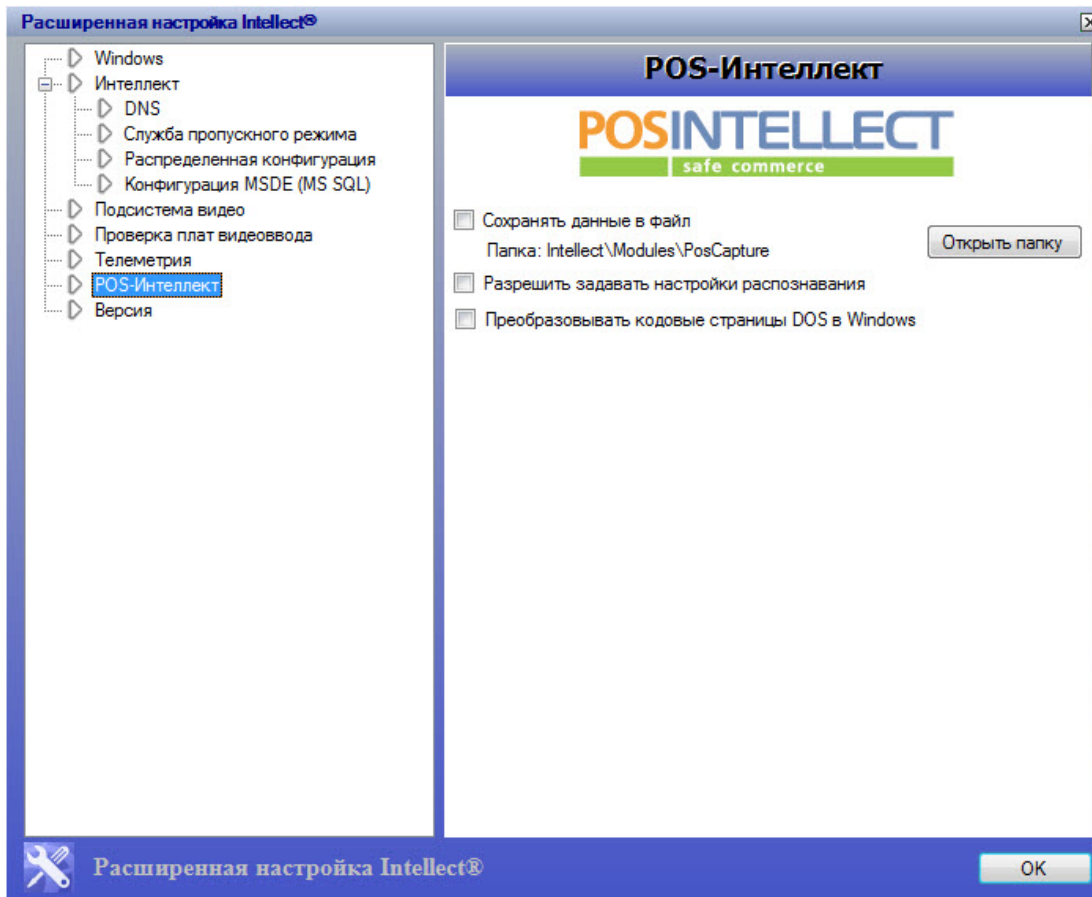 Расширенная настройка Intellect®
Windows
Интеллект
DNS
Служба пропускного режима
Распределенная конфигурация
Конфигурация MSDE (MS SQL)
Подсистема видео
Проверка плат видеоввода
Телеметрия
POS-Интеллект
Версия
POS-Интеллект
POSINTELLECT
safe commerce
Сохранять данные в файл
Папка: Intellect\Modules\PosCapture
Открыть папку
Разрешить задавать настройки распознавания
Преобразовывать кодовые страницы DOS в Windows
Расширенная настройка Intellect®
OK